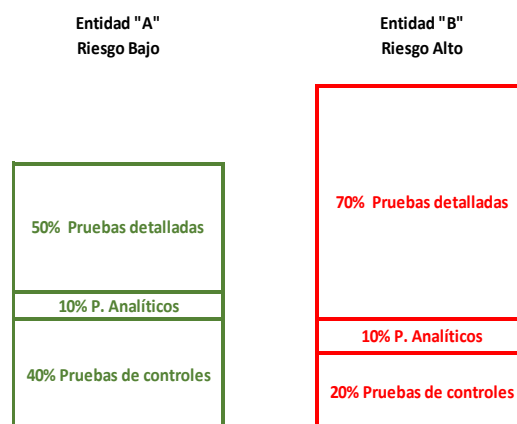 Entidad "A"
Riesgo Bajo
50% Pruebas detalladas
10% P. Analíticos
40% Pruebas de controles
Entidad "B"
Riesgo Alto
70% Pruebas detalladas
10% P. Analíticos
20% Pruebas de controles